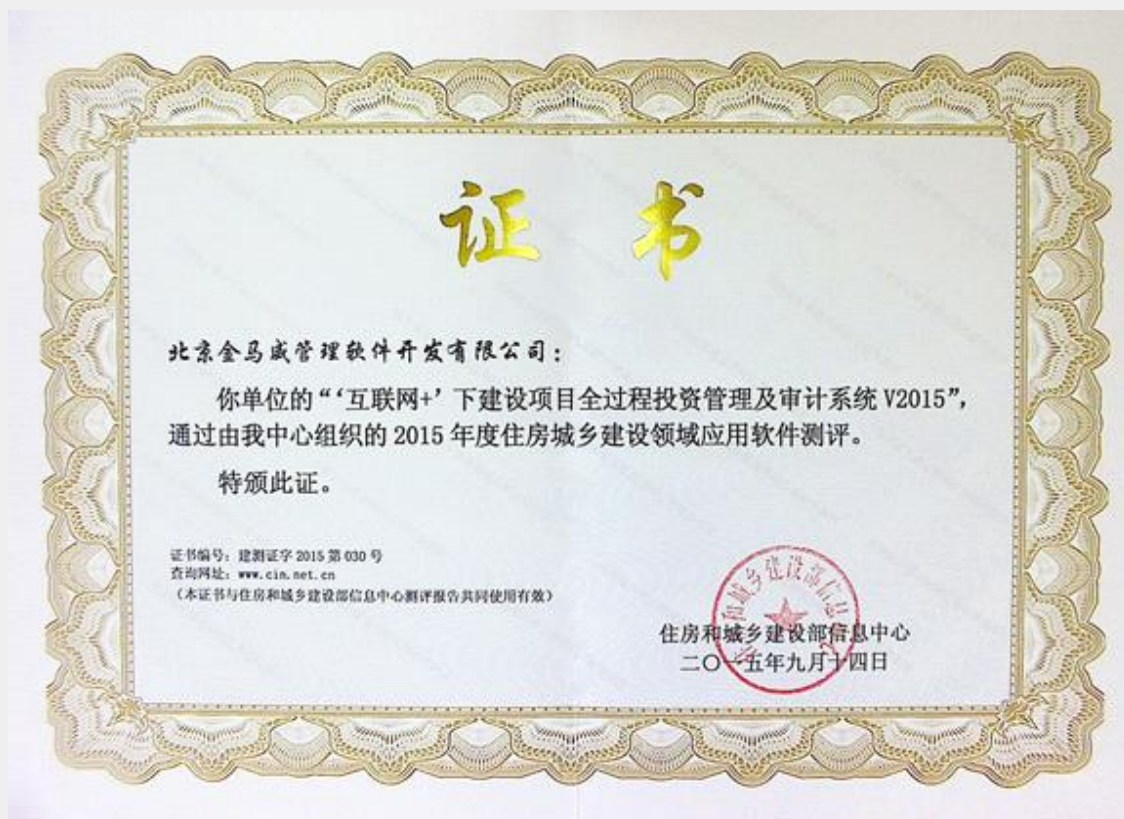 证书
北京金马威管理软件开发有限公司：
你单位的“‘互联网+’下建设项目全过程投资管理及审计系统 V2015”，
通过由我中心组织的 2015 年度住房城乡建设领域应用软件测评。
特颁此证。
证书编号：建测证字 2015 第 030 号
查询网址：www.cin.net.cn
（本证书与住房和城乡建设部信息中心测评报告共同使用有效）
住房和城乡建设部信息中心
二〇一五年九月十四日